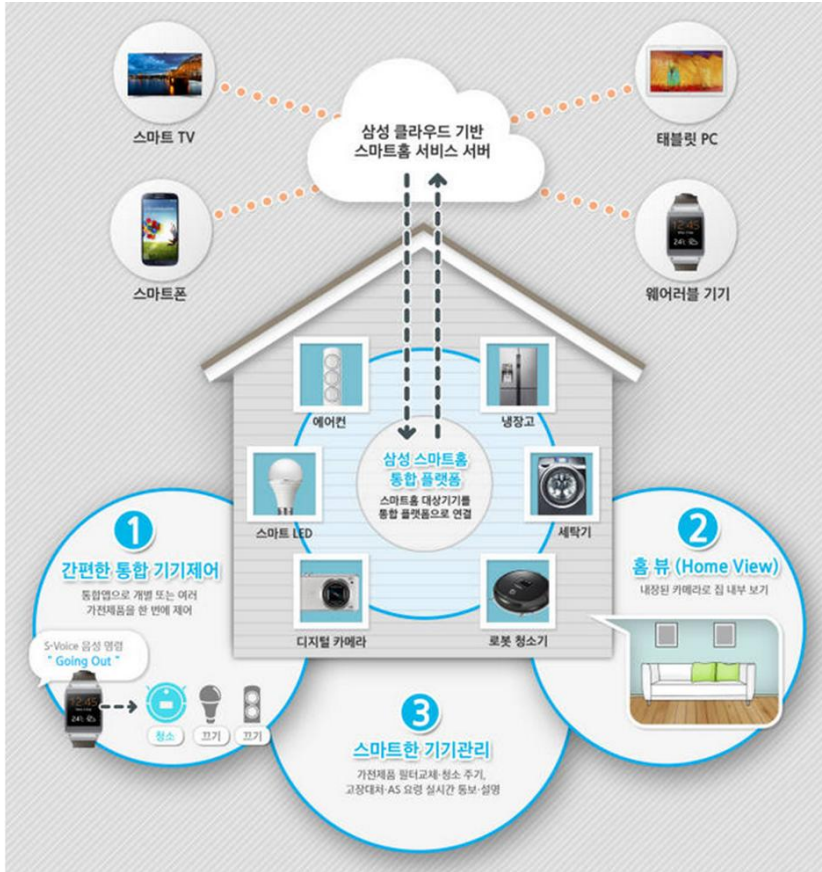 스마트 TV
삼성 클라우드 기반
스마트홈 서비스 서버
태블릿 PC
스마트폰
웨어러블 기기
에어컨
냉장고
삼성 스마트홈
통합 플랫폼
스마트홈 대상기기를
통합 플랫폼으로 연결
스마트 LED
세탁기
디지털 카메라
로봇 청소기
1
간편한 통합 기기제어
통합앱으로 개별 또는 여러
가전제품을 한 번에 제어
S-Voice 음성 명령
" Going Out "
12:45
청소
끄기
끄기
2
홈 뷰 (Home View)
내장된 카메라로 집 내부 보기
3
스마트한 기기관리
가전제품 필터교체·청소 주기,
고장대처·AS 요령 실시간 통보·설명